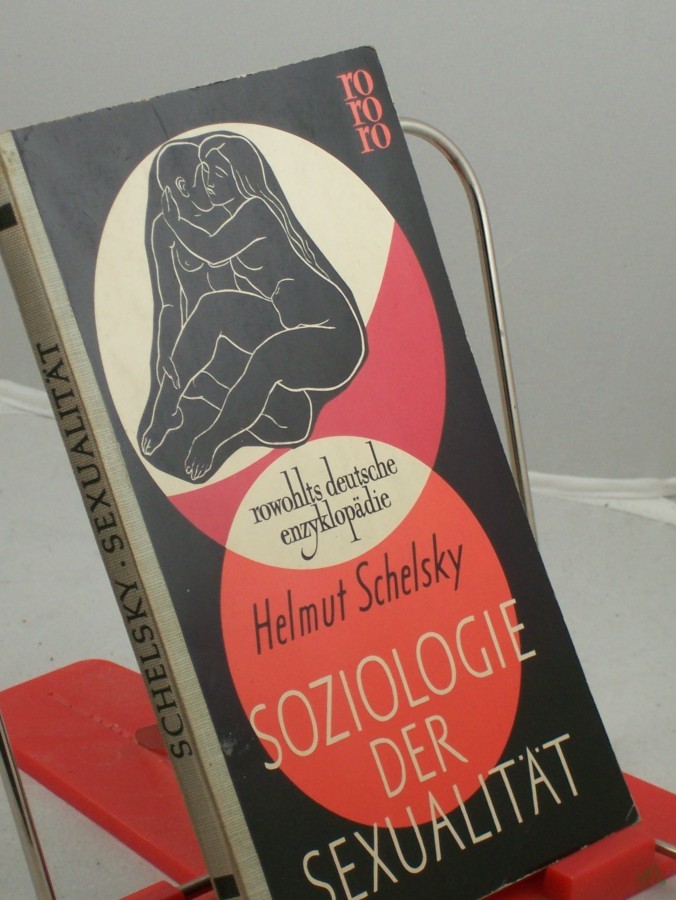 ro
ro
ro
rowohlts deutsche
enzyklopädie
Helmut Schelsky
SOZIOLOGIE
DER
SEXUALITÄT
SCHELSKY · SEXUALITÄT